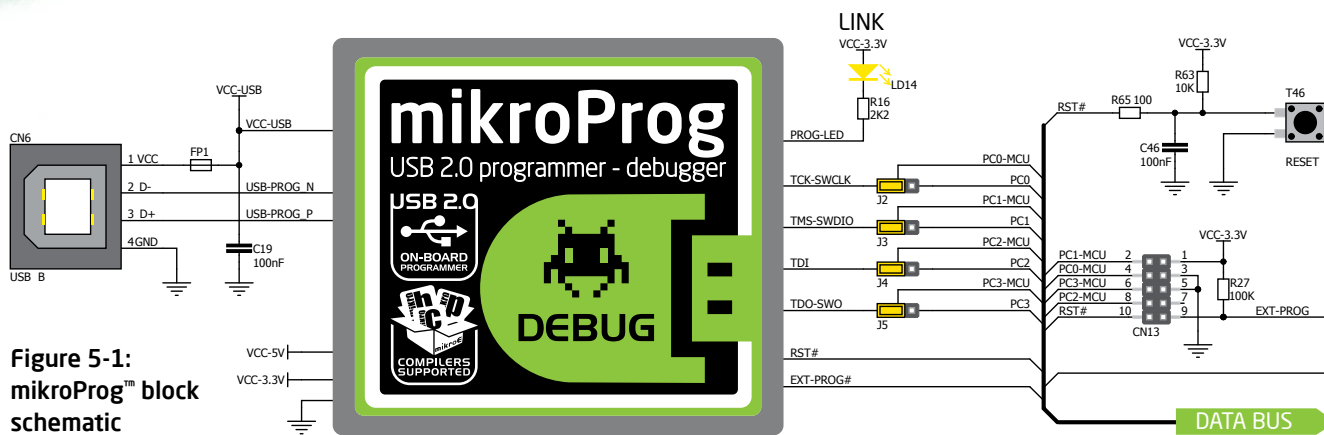 LINK
VCC-3.3V
LD14
R16
2K2
PROG-LED
VCC-USB
VCC-USB
CN6
1 VCC
FP1
2 D-
USB-PROG_N
3 D+
USB-PROG_P
4 GND
C19
100nF
USB B
mikroProg
USB 2.0 programmer - debugger
USB 2.0
ON-BOARD
PROGRAMMER
h
p
C
mikroE
COMPILERS
SUPPORTED
DEBUG
VCC-5V
VCC-3.3V
TCK-SWCLK
J2
PC0-MCU
PC0
TMS-SWDIO
J3
PC1-MCU
PC1
TDI
J4
PC2-MCU
PC2
TDO-SWO
J5
PC3-MCU
PC3
RST#
EXT-PROG#
RST#
R65 100
VCC-3.3V
R63
10K
C46
100nF
T46
RESET
VCC-3.3V
R27
100K
PC1-MCU 2 1
PC0-MCU 4 3
PC3-MCU 6 5
PC2-MCU 8 7
RST# 10 9
EXT-PROG
CN13
DATA BUS
Figure 5-1:
mikroProg™ block
schematic